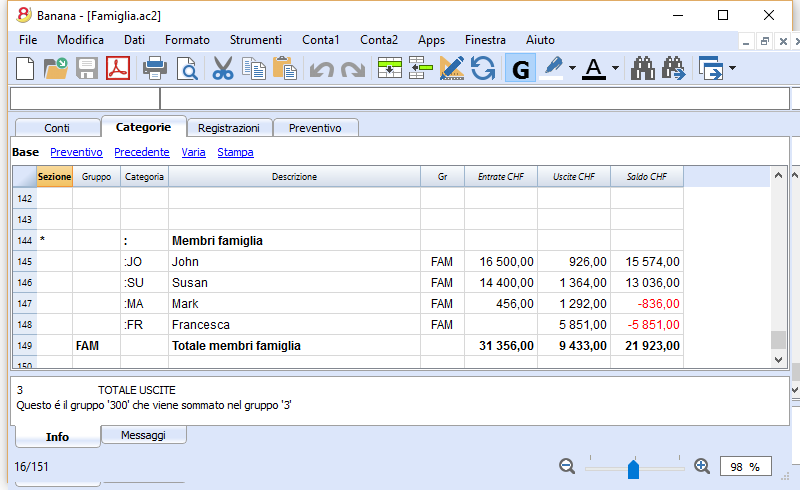 Banana - [Famiglia.ac2]
File Modifica Dati Formato Strumenti Conta1 Conta2 Apps Finestra Aiuto
G A
Conti Categorie Registrazioni Preventivo
Base Preventivo Precedente Varia Stampa
Sezione Gruppo Categoria Descrizione Gr Entrate CHF Uscite CHF Saldo CHF
142
143
144 * : Membri famiglia
145 :JO John FAM 16 500,00 926,00 15 574,00
146 :SU Susan FAM 14 400,00 1 364,00 13 036,00
147 :MA Mark FAM 456,00 1 292,00 -836,00
148 :FR Francesca FAM 5 851,00 -5 851,00
149 FAM Totale membri famiglia 31 356,00 9 433,00 21 923,00
150
3 TOTALE USCITE
Questo é il gruppo '300' che viene sommato nel gruppo '3'
Info Messaggi
16/151 98 %